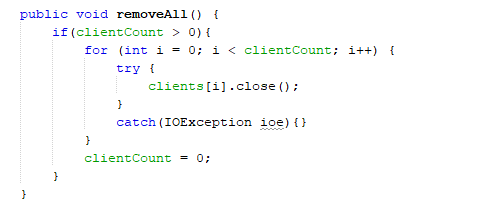 public void removeAll() {
    if(clientCount > 0){
        for (int i = 0; i < clientCount; i++) {
            try {
                clients[i].close();
            }
            catch(IOException ioe){}
        }
        clientCount = 0;
    }
}